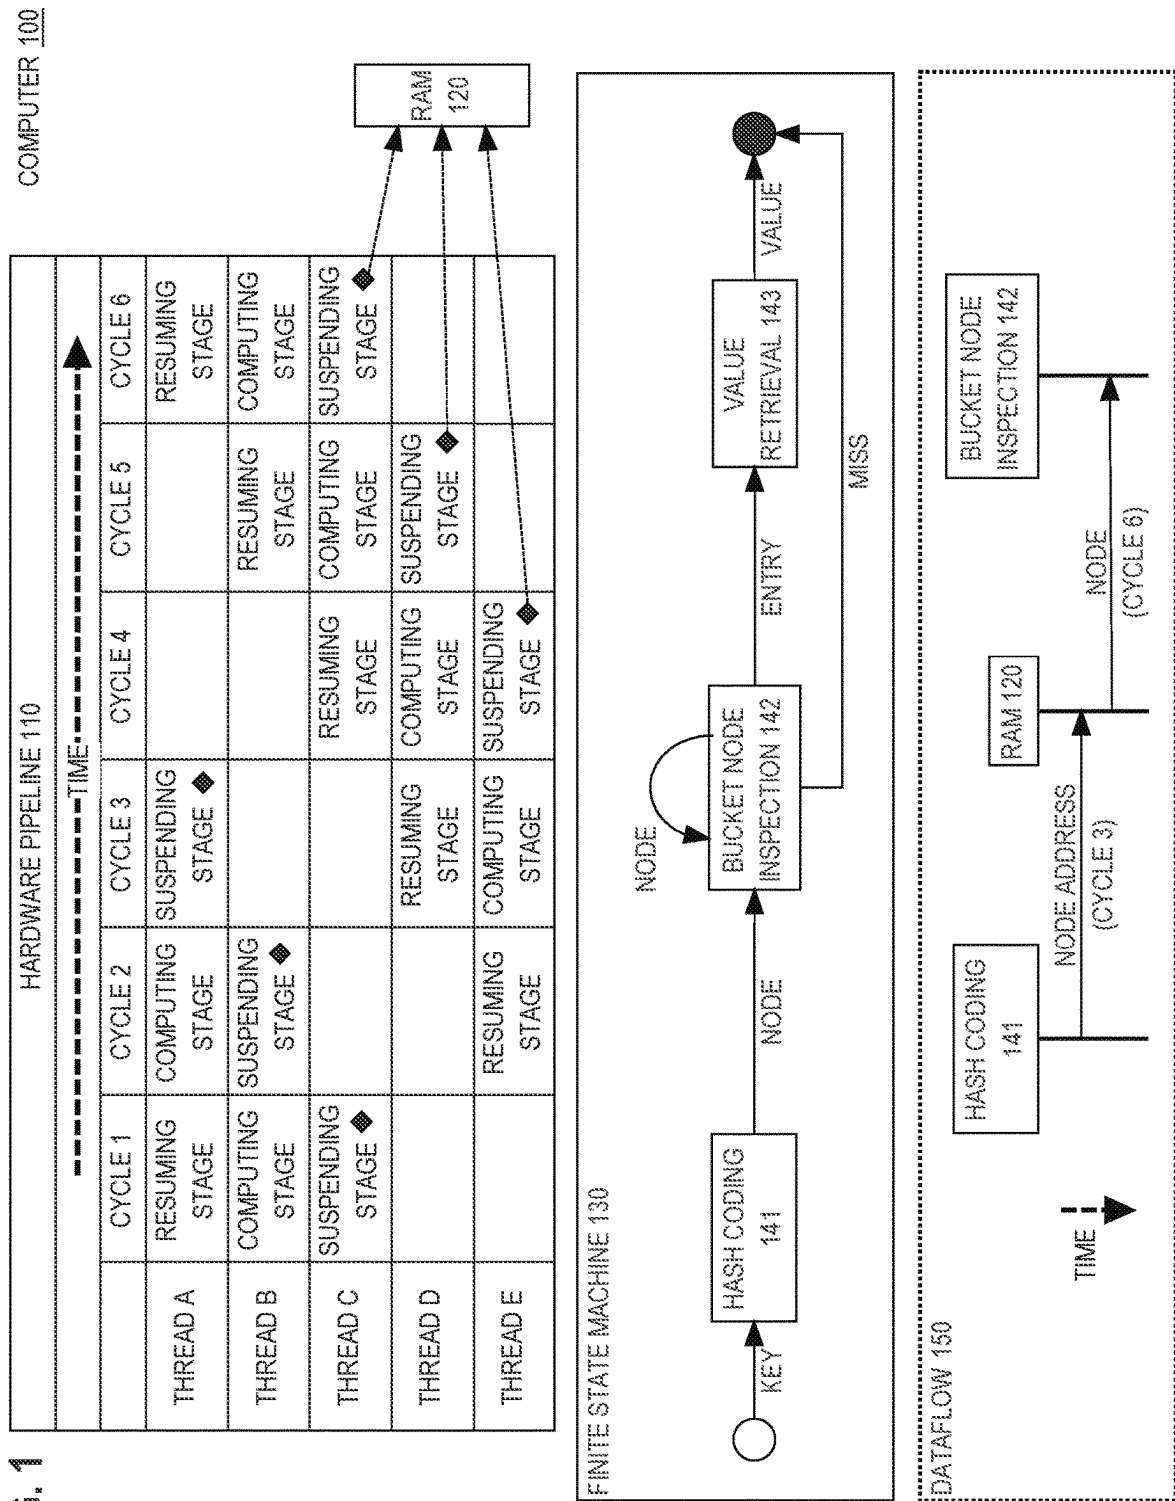 COMPUTER 100
HARDWARE PIPELINE 110
TIME
CYCLE 1 CYCLE 2 CYCLE 3 CYCLE 4 CYCLE 5 CYCLE 6
THREAD A
RESUMING
STAGE
COMPUTING
STAGE
SUSPENDING
STAGE
RESUMING
STAGE
THREAD B
COMPUTING
STAGE
SUSPENDING
STAGE
RESUMING
STAGE
COMPUTING
STAGE
THREAD C
SUSPENDING
STAGE
RESUMING
STAGE
COMPUTING
STAGE
SUSPENDING
STAGE
THREAD D
RESUMING
STAGE
COMPUTING
STAGE
SUSPENDING
STAGE
THREAD E
RESUMING
STAGE
COMPUTING
STAGE
SUSPENDING
STAGE
RAM
120
FINITE STATE MACHINE 130
KEY
HASH CODING
141
NODE
NODE
BUCKET NODE
INSPECTION 142
ENTRY
VALUE
RETRIEVAL 143
VALUE
MISS
DATAFLOW 150
TIME
HASH CODING
141
NODE ADDRESS
(CYCLE 3)
RAM 120
NODE
(CYCLE 6)
BUCKET NODE
INSPECTION 142